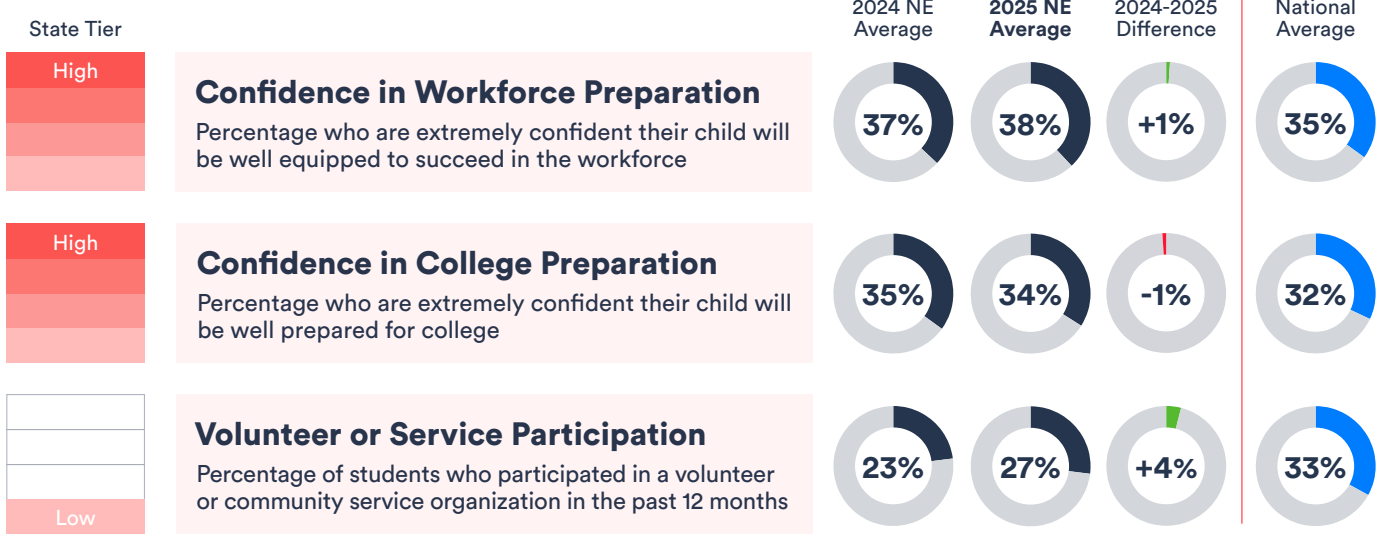 State Tier
2024 NE
Average
2025 NE
Average
2024-2025
Difference
National
Average
High
Confidence in Workforce Preparation
Percentage who are extremely confident their child will
be well equipped to succeed in the workforce
37%
38%
+1%
35%
High
Confidence in College Preparation
Percentage who are extremely confident their child will
be well prepared for college
35%
34%
-1%
32%
Low
Volunteer or Service Participation
Percentage of students who participated in a volunteer
or community service organization in the past 12 months
23%
27%
+4%
33%